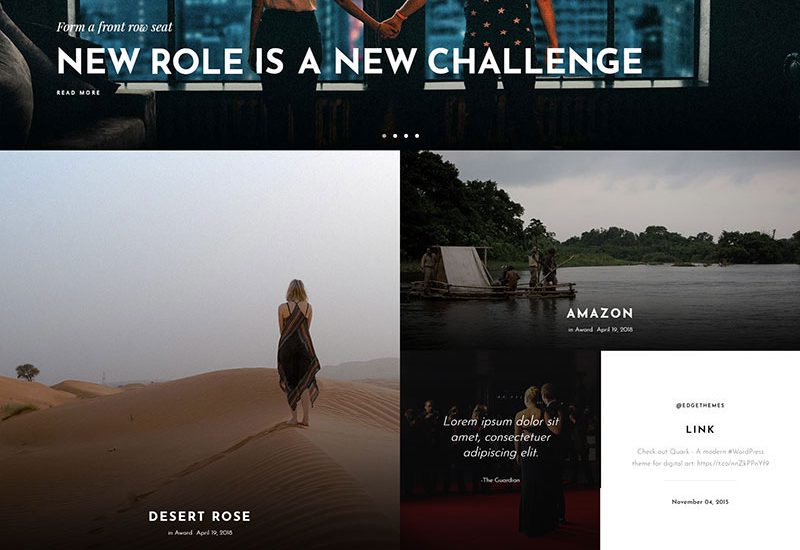 Form a front row seat
NEW ROLE IS A NEW CHALLENGE
READ MORE
AMAZON
in Award April 19, 2018
Lorem ipsum dolor sit
amet, consectetuer
adipiscing elit.
-The Guardian
@EDGETHEMES
LINK
Check out Quark - A modern #WordPress
theme for digital art: https://t.co/nnZkPPnYf9
November 04, 2015
DESERT ROSE
in Award April 19, 2018